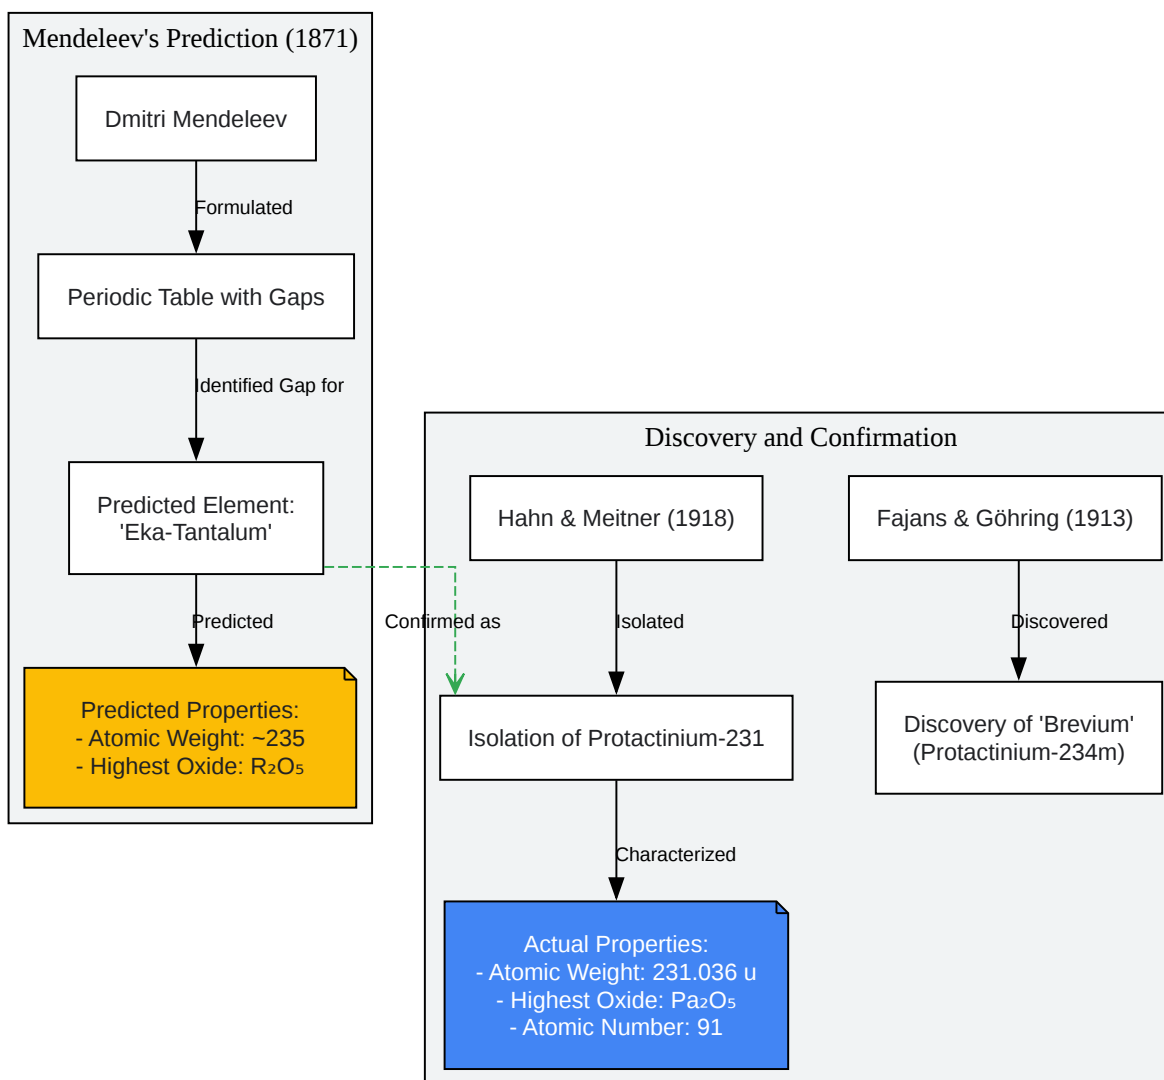 Mendeleev's Prediction (1871)
Dmitri Mendeleev
Formulated
Periodic Table with Gaps
Identified Gap for
Predicted Element:
'Eka-Tantalum'
Predicted
Predicted Properties:
- Atomic Weight: ~235
- Highest Oxide: R₂O₅
Confirmed as
Discovery and Confirmation
Hahn & Meitner (1918)
Isolated
Isolation of Protactinium-231
Characterized
Actual Properties:
- Atomic Weight: 231.036 u
- Highest Oxide: Pa₂O₅
- Atomic Number: 91
Fajans & Göhring (1913)
Discovered
Discovery of 'Brevium'
(Protactinium-234m)